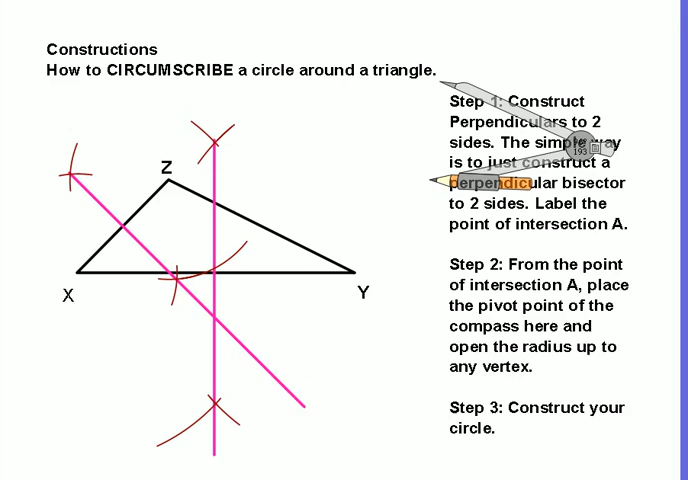 Constructions
How to CIRCUMSCRIBE a circle around a triangle.
Step 1: Construct
Perpendiculars to 2
sides. The simple way
is to just construct a
perpendicular bisector
to 2 sides. Label the
point of intersection A.
Step 2: From the point
of intersection A, place
the pivot point of the
compass here and
open the radius up to
any vertex.
Step 3: Construct your
circle.
Z
X
Y
193